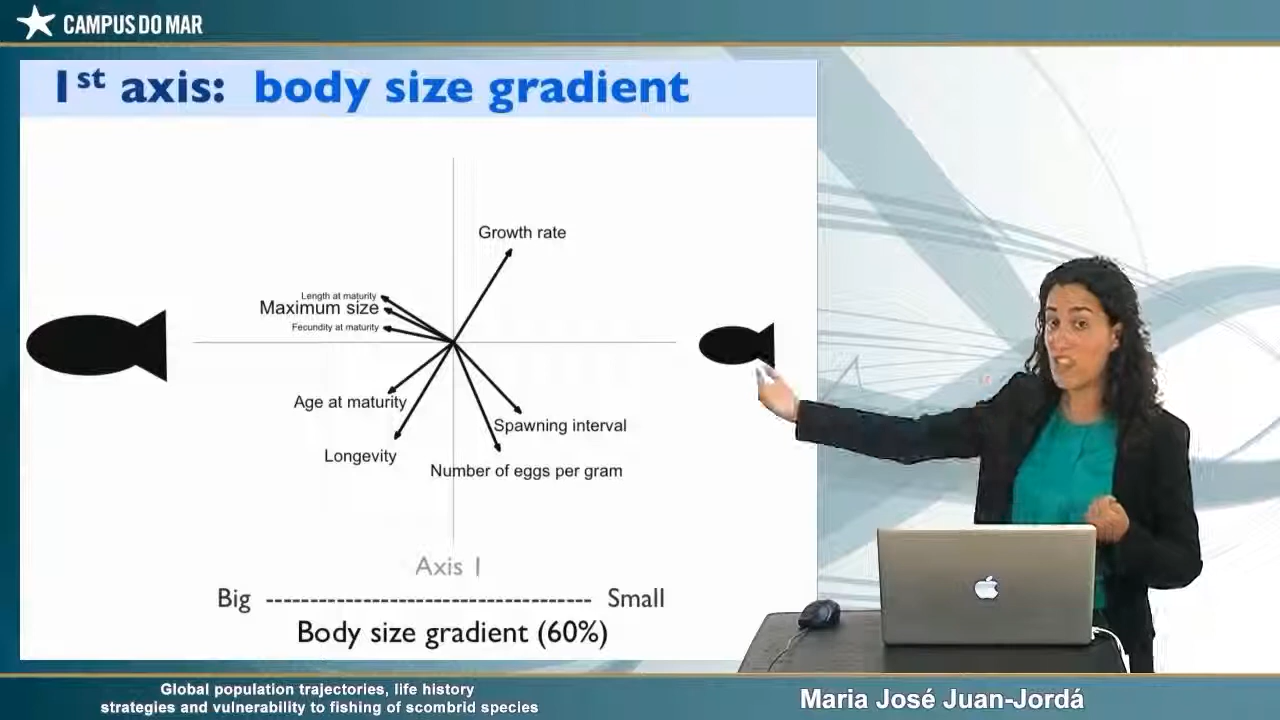 CAMPUS DO MAR
1st axis: body size gradient
Growth rate
Length at maturity
Maximum size
Fecundity at maturity
Age at maturity
Spawning interval
Longevity
Number of eggs per gram
Axis 1
Big ---------------------------------- Small
Body size gradient (60%)
Global population trajectories, life history
strategies and vulnerability to fishing of scombrid species
Maria José Juan-Jordá